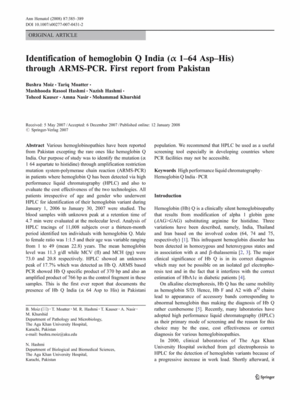 Ann Hematol (2008) 87:385–389
DOI 10.1007/s00277-007-0431-2
ORIGINAL ARTICLE
Identification of hemoglobin Q India (α 1–64 Asp–His)
through ARMS-PCR. First report from Pakistan
Bushra Moiz · Tariq Moatter ·
Mashhooda Rasool Hashmi · Nazish Hashmi ·
Tohced Kauser · Amna Nasir · Mohammad Khurshid
Received: 5 May 2007 / Accepted: 6 December 2007 / Published online: 12 January 2008
© Springer-Verlag 2007
Abstract Various hemoglobinopathies have been reported
from Pakistan excepting the rare ones like hemoglobin Q
India. Our purpose of study was to identify the mutation (α
1 64 aspartate to histidine) through amplification restriction
mutation system-polymerase chain reaction (ARMS-PCR)
in patients where hemoglobin Q has been detected via high
performance liquid chromatography (HPLC) and also to
evaluate the cost effectiveness of the two technologies. All
patients irrespective of age and gender who underwent
HPLC for identification of their hemoglobin variant during
January 1, 2006 to January 30, 2007 were studied. The
blood samples with unknown peak at a retention time of
4.7 min were evaluated at the molecular level. Analysis of
HPLC tracings of 11,008 subjects over a thirteen-month
period identified ten individuals with hemoglobin Q. Male
to female ratio was 1:1.5 and their age was variable ranging
from 1 to 49 (mean 22,8) years. The mean hemoglobin
level was 11.3 g/dl while MCV (fl) and MCH (pg) were
73.0 and 20.8 respectively. HPLC showed an unknown
peak of 17.7% which was detected as Hb Q. ARMS based
PCR showed Hb Q specific product of 370 bp and also an
amplified product of 766 bp as the control fragment in these
samples. This is the first ever report that documents the
presence of Hb Q India (α 64 Asp to His) in Pakistani
population. We recommend that HPLC be used as a useful
screening tool especially in developing countries where
PCR facilities may not be accessible.
Keywords High performance liquid chromatography·
Hemoglobin Q India · PCR
Introduction
Hemoglobin (Hb) Q is a clinically silent hemoglobinopathy
that results from modification of alpha 1 globin gene
(AAG–GAG) substituting arginine for histidine. Three
variations have been described, namely, India, Thailand
and Iran based on the involved codon (64, 74 and 75,
respectively) [1]. This infrequent hemoglobin disorder has
been detected in homozygous and heterozygous states and
in association with α and β-thalassaemia [2, 3]. The major
clinical significance of Hb Q is in its correct diagnosis
which may not be possible on an isolated gel electropho-
resis test and in the fact that it interferes with the correct
estimation of HbA1c in diabetic patients [4].
On alkaline electrophoresis, Hb Q has the same mobility
as hemoglobin S/D. Hence, Hb F and A2 with
lead to appearance of accessory bands corresponding to
abnormal hemoglobin thus making the diagnosis of Hb Q
rather cumbersome [5]. Recently, many laboratories have
adopted high performance liquid chromatography (HPLC)
as their primary mode of screening and the reason for this
choice may be the ease, cost effectiveness or correct
diagnosis for various hemoglobinopathies.
In 2000, clinical laboratories of The Aga Khan
University Hospital switched from gel electrophoresis to
HPLC for the detection of hemoglobin variants because of
a progressive increase in work load. Shortly afterward, it
B. Moiz · T. Moatter · M. R. Hashmi · T. Kauser · A. Nasir ·
M. Khurshid
Department of Pathology and Microbiology,
The Aga Khan University Hospital,
Karachi, Pakistan
N. Hashmi
Department of Biological and Biomedical Sciences,
The Aga Khan University Hospital,
Karachi, Pakistan
Springer